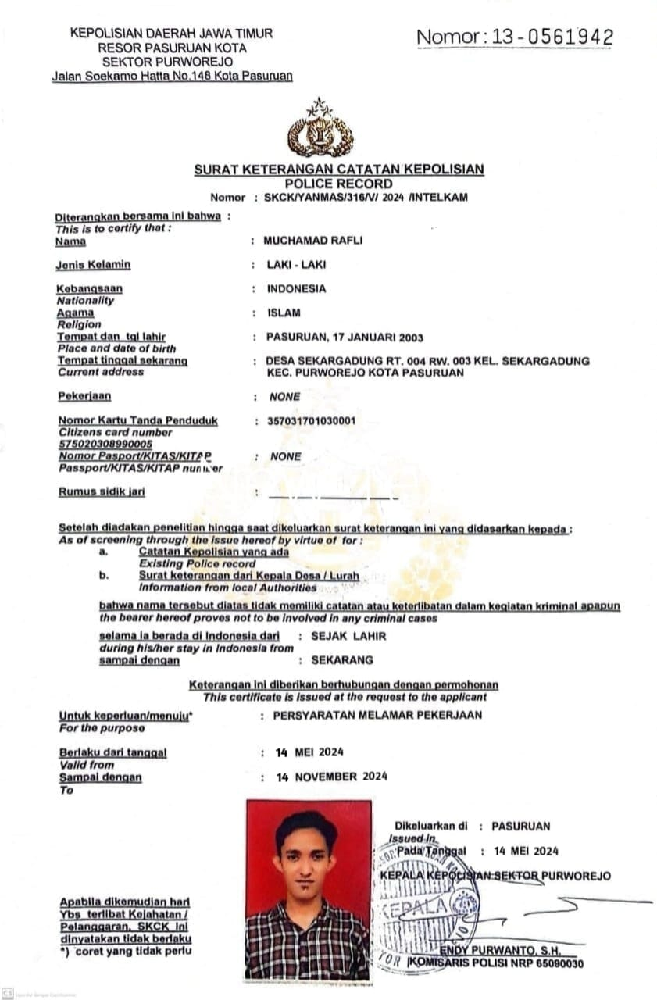 KEPOLISIAN DAERAH JAWA TIMUR
RESOR PASURUAN KOTA
SEKTOR PURWOREJO
Jalan Soekarno Hatta No.148 Kota Pasuruan
Nomor : 13 - 0561942
SURAT KETERANGAN CATATAN KEPOLISIAN
POLICE RECORD
Nomor : SKCK/YANMAS/316/V/ 2024 /INTELKAM
Diterangkan bersama ini bahwa :
This is to certify that :
Nama : MUCHAMAD RAFLI
Jenis Kelamin : LAKI - LAKI
Kebangsaan : INDONESIA
Nationality
Agama : ISLAM
Religion
Tempat dan tgl lahir : PASURUAN, 17 JANUARI 2003
Place and date of birth
Tempat tinggal sekarang : DESA SEKARGADUNG RT. 004 RW. 003 KEL. SEKARGADUNG
Current address KEC. PURWOREJO KOTA PASURUAN
Pekerjaan : NONE
Nomor Kartu Tanda Penduduk : 357031701030001
Citizens card number
575020308990005
Nomor Pasport/KITAS/KITAP : NONE
Passport/KITAS/KITAP number
Rumus sidik jari :
Setelah diadakan penelitian hingga saat dikeluarkan surat keterangan ini yang didasarkan kepada :
As of screening through the issue hereof by virtue of for :
a. Catatan Kepolisian yang ada
Existing Police record
b. Surat keterangan dari Kepala Desa / Lurah
Information from local Authorities
bahwa nama tersebut diatas tidak memiliki catatan atau keterlibatan dalam kegiatan kriminal apapun
the bearer hereof proves not to be involved in any criminal cases
selama ia berada di Indonesia dari : SEJAK LAHIR
during his/her stay in Indonesia from
sampai dengan : SEKARANG
Keterangan ini diberikan berhubungan dengan permohonan
This certificate is issued at the request to the applicant
Untuk keperluan/menuju* : PERSYARATAN MELAMAR PEKERJAAN
For the purpose
Berlaku dari tanggal : 14 MEI 2024
Valid from
Sampai dengan : 14 NOVEMBER 2024
To
Dikeluarkan di : PASURUAN
Issued in
Pada Tanggal : 14 MEI 2024
KEPALA KEPOLISIAN SEKTOR PURWOREJO
KEPALA
ENDY PURWANTO, S.H.
KOMISARIS POLISI NRP 65090030
Apabila dikemudian hari
Ybs terlibat Kejahatan /
Pelanggaran, SKCK Ini
dinyatakan tidak berlaku
*) coret yang tidak perlu
CS